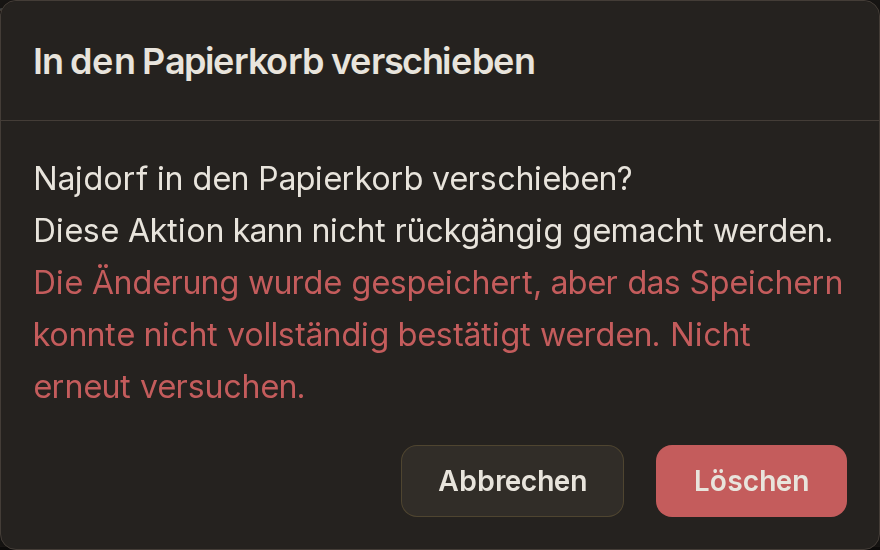 In den Papierkorb verschieben
Najdorf in den Papierkorb verschieben?
Diese Aktion kann nicht rückgängig gemacht werden.
Die Änderung wurde gespeichert, aber das Speichern
konnte nicht vollständig bestätigt werden. Nicht
erneut versuchen.
Abbrechen
Löschen